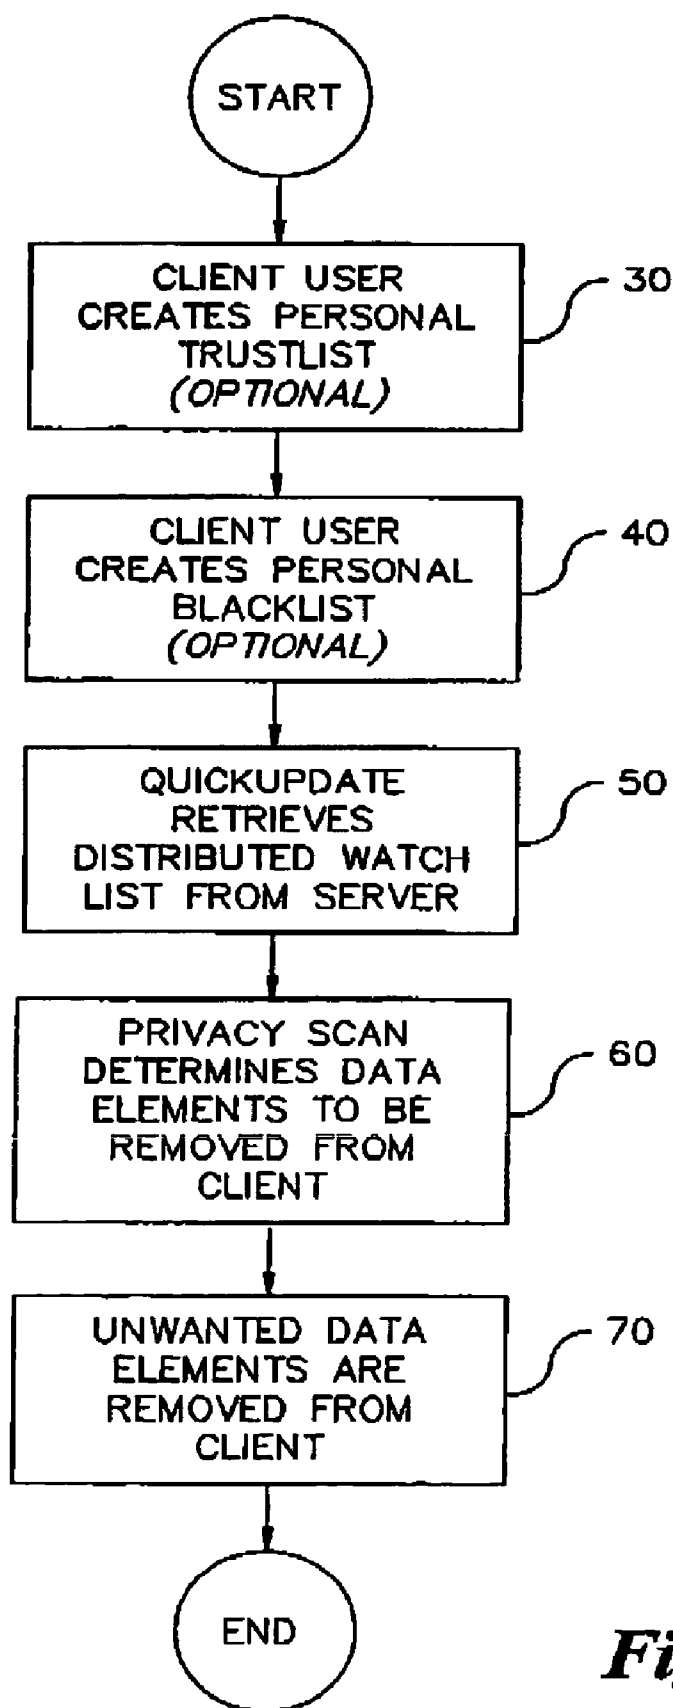 START
CLIENT USER
CREATES PERSONAL
TRUSTLIST
(OPTIONAL)
30
CLIENT USER
CREATES PERSONAL
BLACKLIST
(OPTIONAL)
40
QUICKUPDATE
RETRIEVES
DISTRIBUTED WATCH
LIST FROM SERVER
50
PRIVACY SCAN
DETERMINES DATA
ELEMENTS TO BE
REMOVED FROM
CLIENT
60
UNWANTED DATA
ELEMENTS ARE
REMOVED FROM
CLIENT
70
END